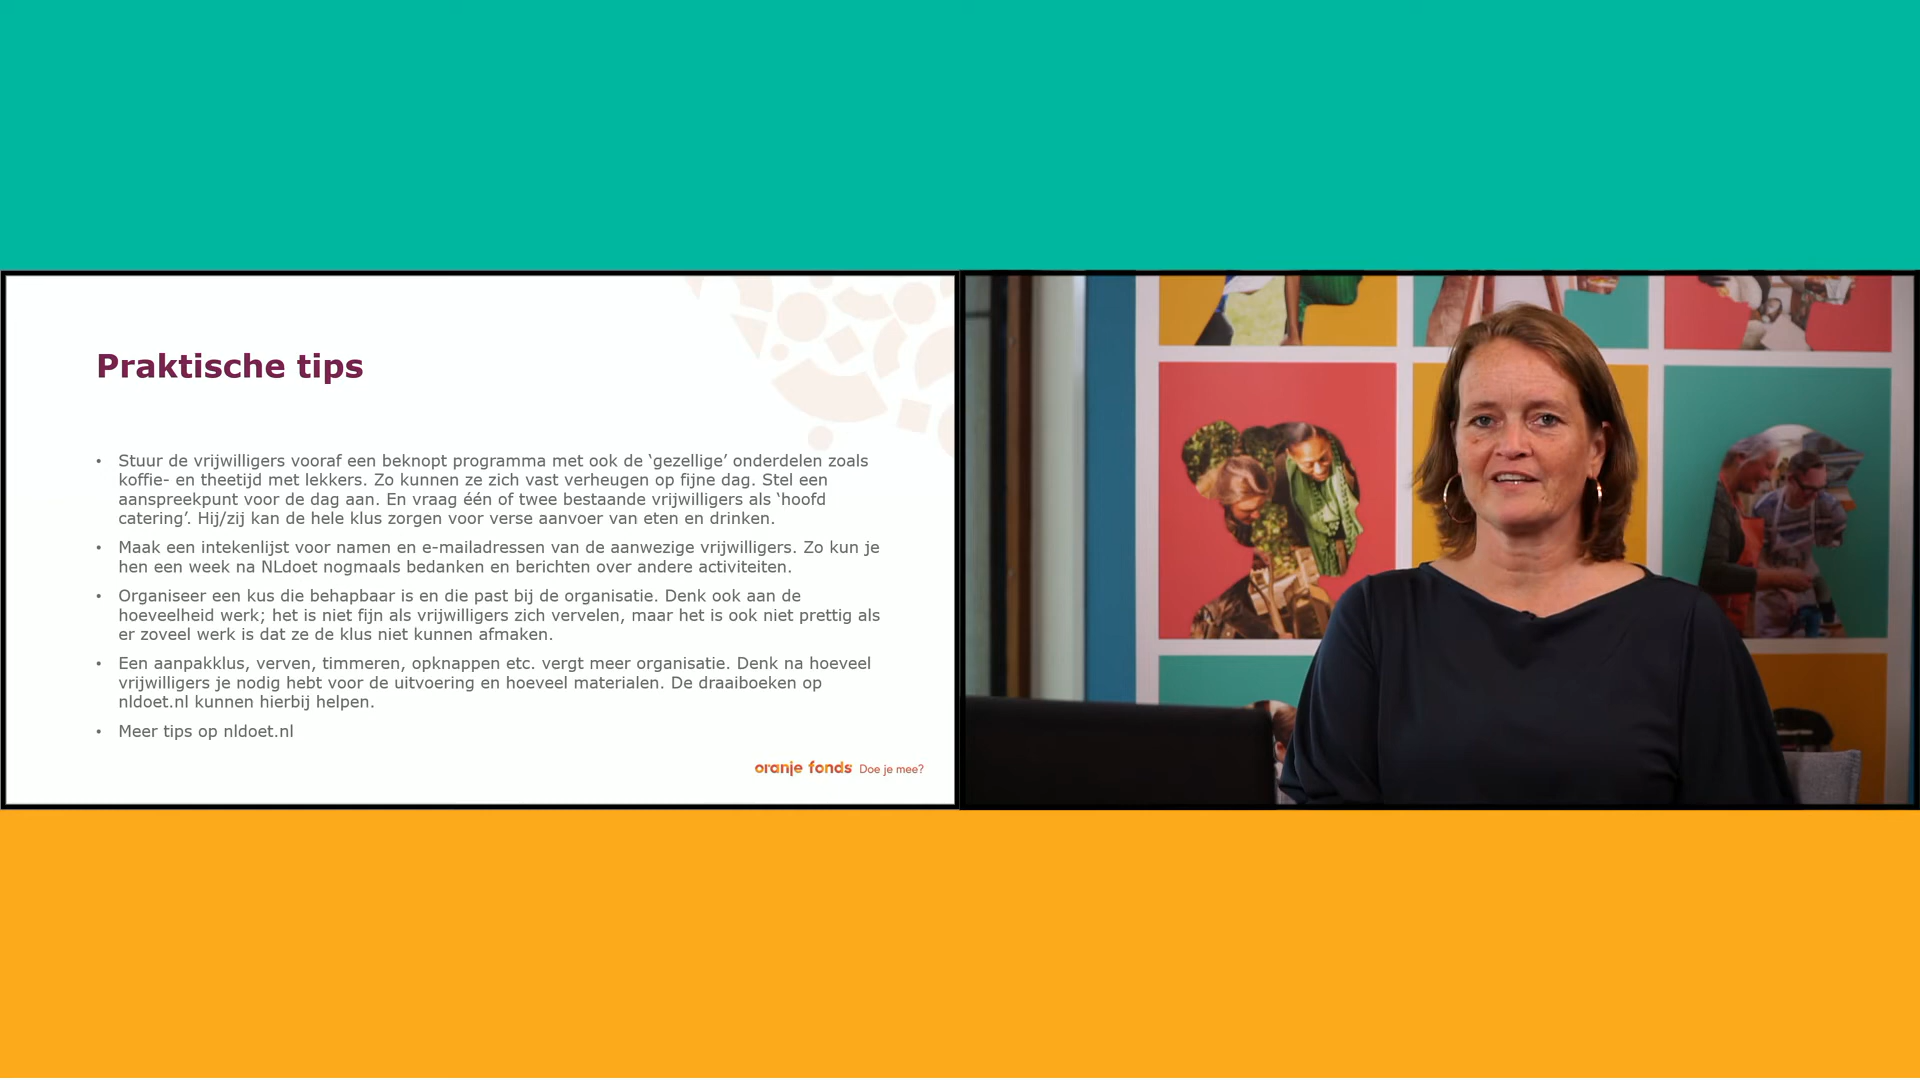 Praktische tips
• Stuur de vrijwilligers vooraf een beknopt programma met ook de ‘gezellige’ onderdelen zoals
koffie- en theetijd met lekkers. Zo kunnen ze zich vast verheugen op fijne dag. Stel een
aanspreekpunt voor de dag aan. En vraag één of twee bestaande vrijwilligers als ‘hoofd
catering’. Hij/zij kan de hele klus zorgen voor verse aanvoer van eten en drinken.
• Maak een intekenlijst voor namen en e-mailadressen van de aanwezige vrijwilligers. Zo kun je
hen een week na NLdoet nogmaals bedanken en berichten over andere activiteiten.
• Organiseer een kus die behapbaar is en die past bij de organisatie. Denk ook aan de
hoeveelheid werk; het is niet fijn als vrijwilligers zich vervelen, maar het is ook niet prettig als
er zoveel werk is dat ze de klus niet kunnen afmaken.
• Een aanpakklus, verven, timmeren, opknappen etc. vergt meer organisatie. Denk na hoeveel
vrijwilligers je nodig hebt voor de uitvoering en hoeveel materialen. De draaiboeken op
nldoet.nl kunnen hierbij helpen.
• Meer tips op nldoet.nl
oranje fonds Doe je mee?